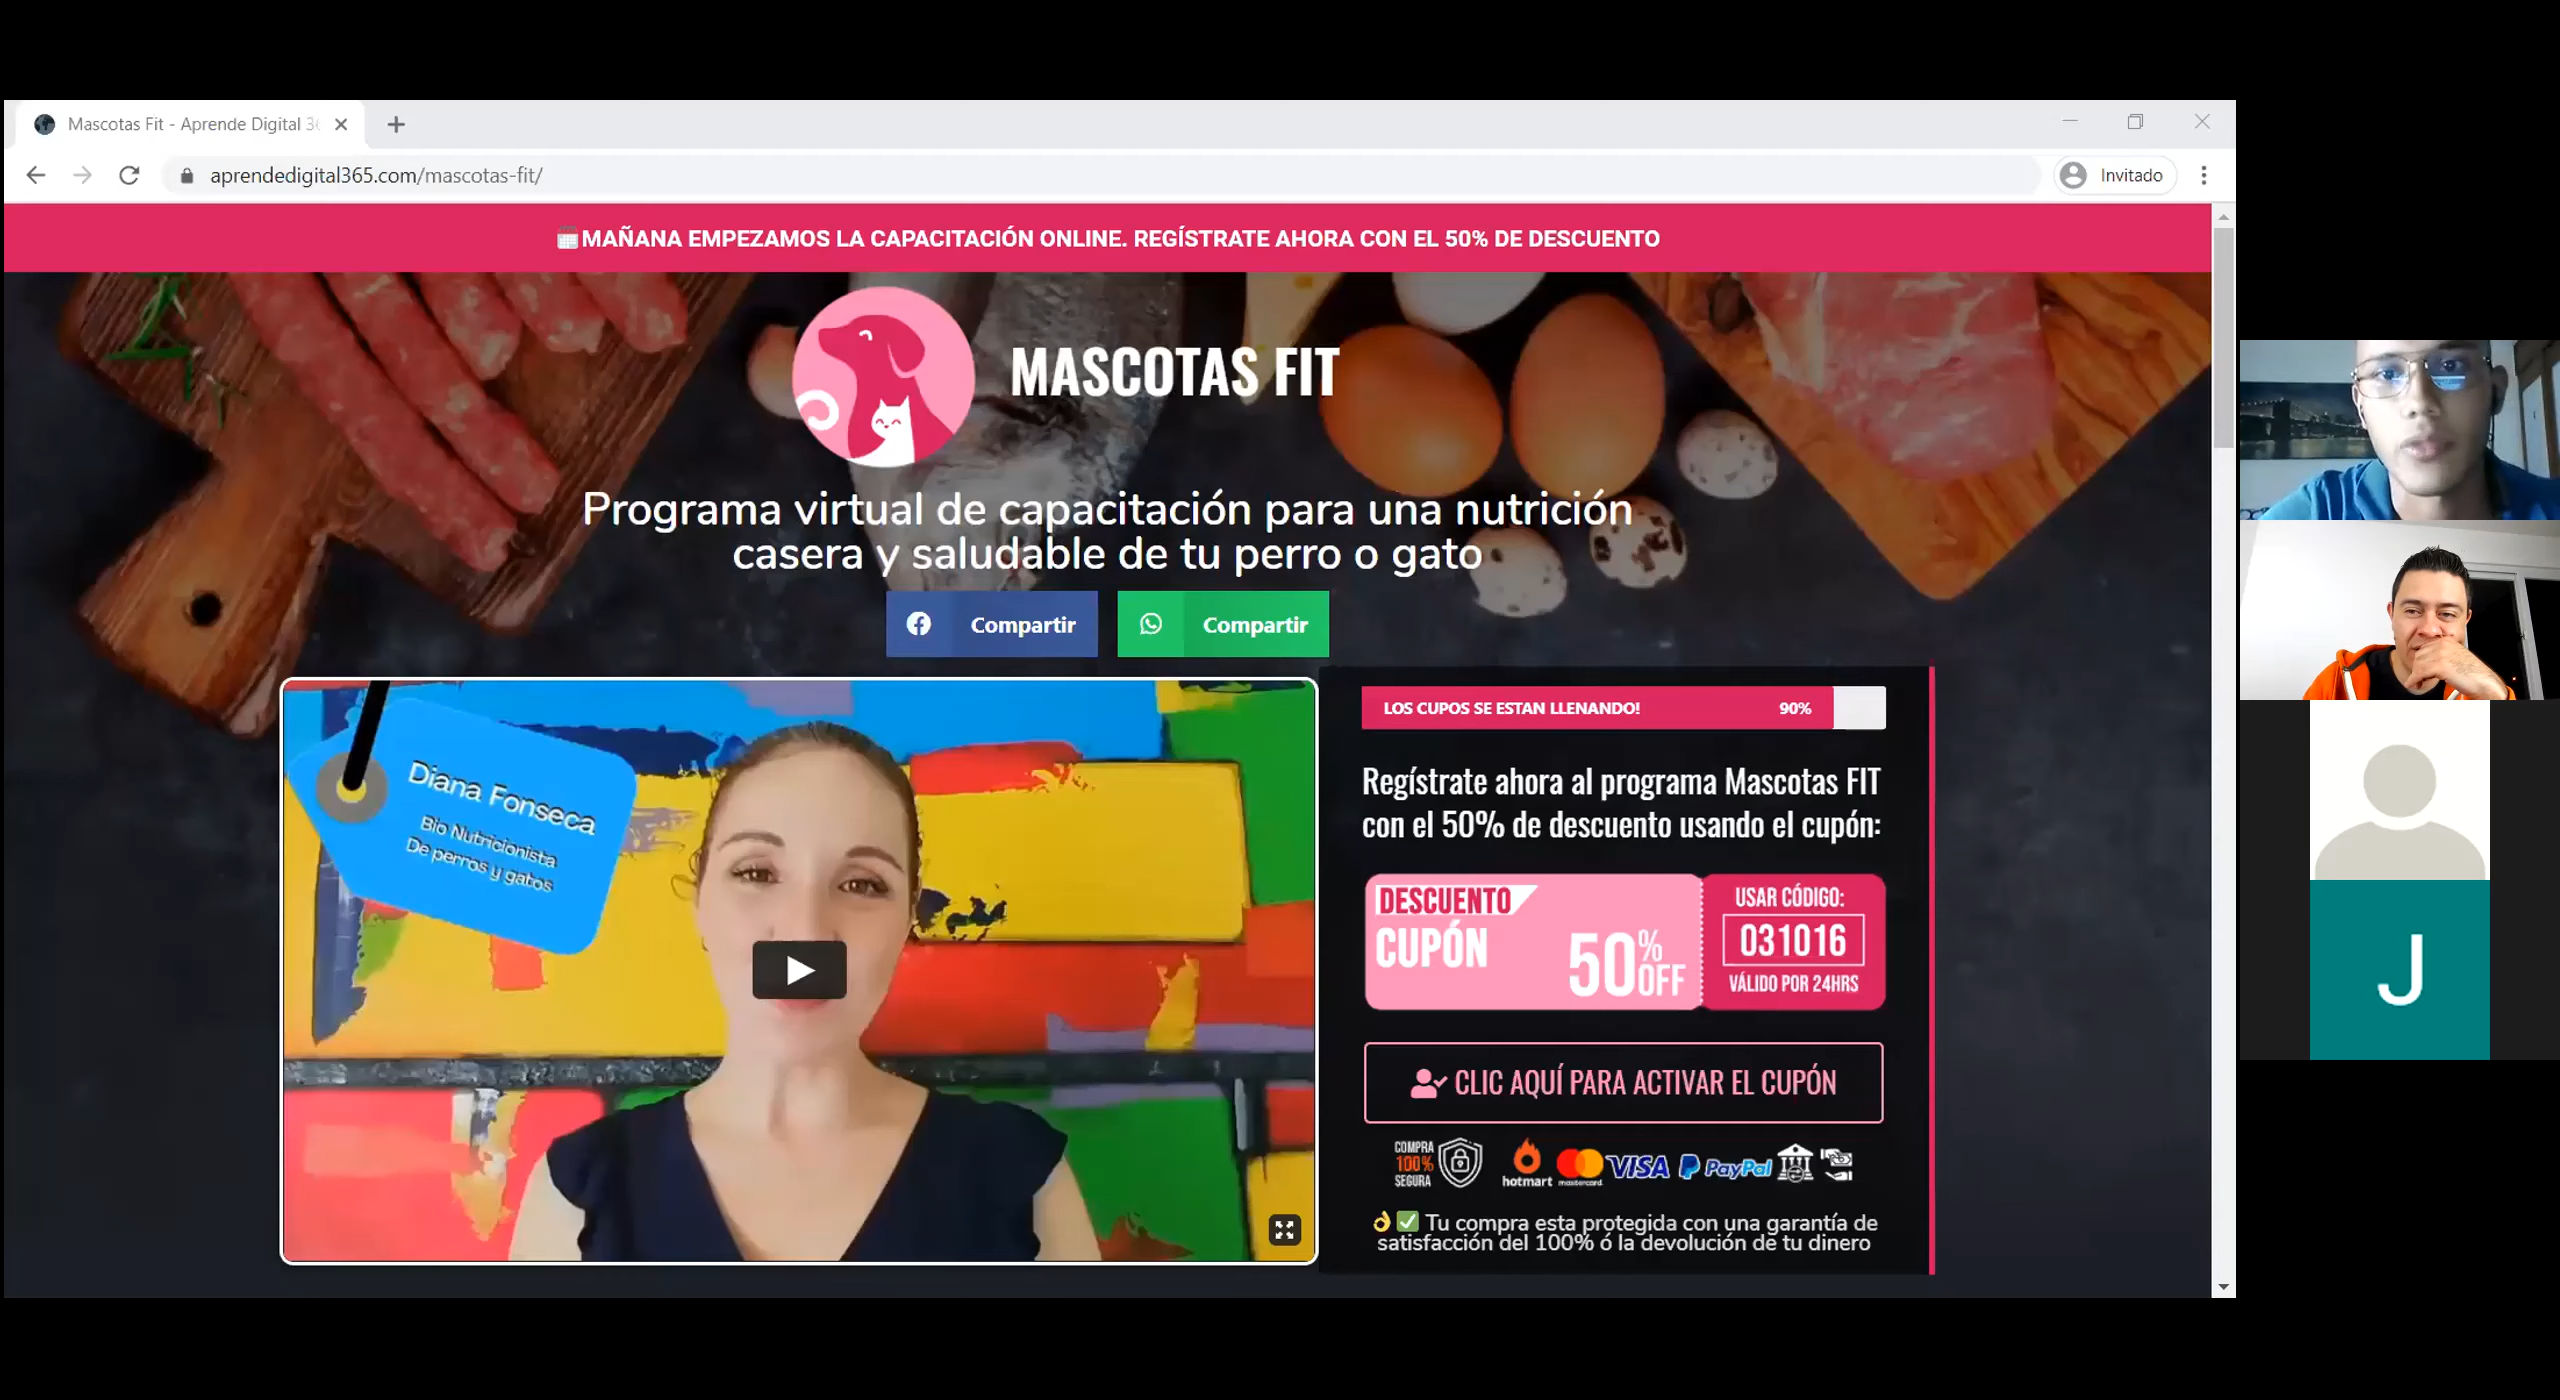 Mascotas Fit - Aprende Digital 36
aprendedigital365.com/mascotas-fit/
Invitado
MAÑANA EMPEZAMOS LA CAPACITACIÓN ONLINE. REGÍSTRATE AHORA CON EL 50% DE DESCUENTO
MASCOTAS FIT
Programa virtual de capacitación para una nutrición
casera y saludable de tu perro o gato
Compartir
Compartir
Diana Fonseca
Bio Nutricionista
De perros y gatos
LOS CUPOS SE ESTAN LLENANDO!
90%
Regístrate ahora al programa Mascotas FIT
con el 50% de descuento usando el cupón:
DESCUENTO
CUPÓN
50% OFF
USAR CÓDIGO:
031016
VÁLIDO POR 24HRS
CLIC AQUÍ PARA ACTIVAR EL CUPÓN
COMPRA
100%
SEGURA
hotmart
mastercard
VISA
PayPal
👌✅ Tu compra esta protegida con una garantía de
satisfacción del 100% ó la devolución de tu dinero
J